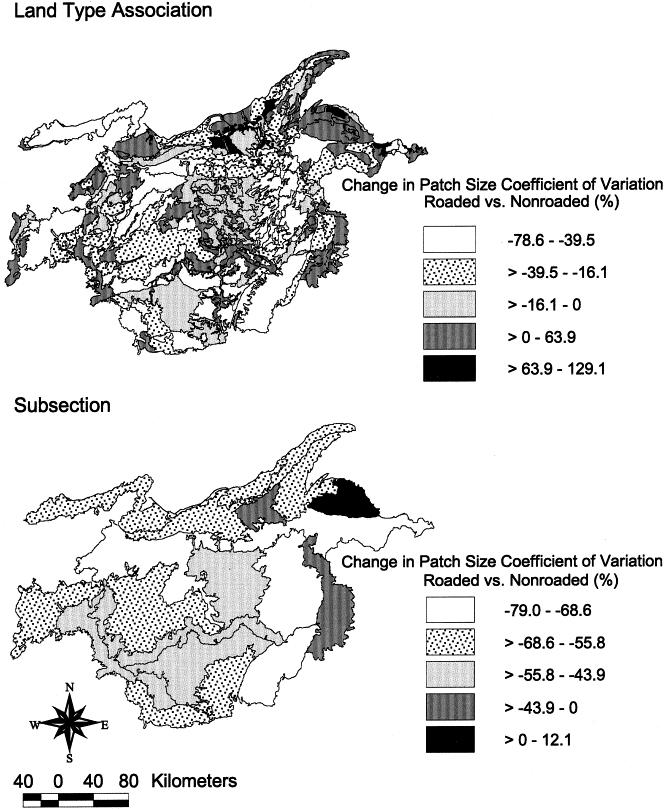 Land Type Association
Change in Patch Size Coefficient of Variation
Roaded vs. Nonroaded (%)
-78.6 - -39.5
> -39.5 - -16.1
> -16.1 - 0
> 0 - 63.9
> 63.9 - 129.1
Subsection
Change in Patch Size Coefficient of Variation
Roaded vs. Nonroaded (%)
-79.0 - -68.6
> -68.6 - -55.8
> -55.8 - -43.9
> -43.9 - 0
> 0 - 12.1
N
W E
S
40 0 40 80 Kilometers